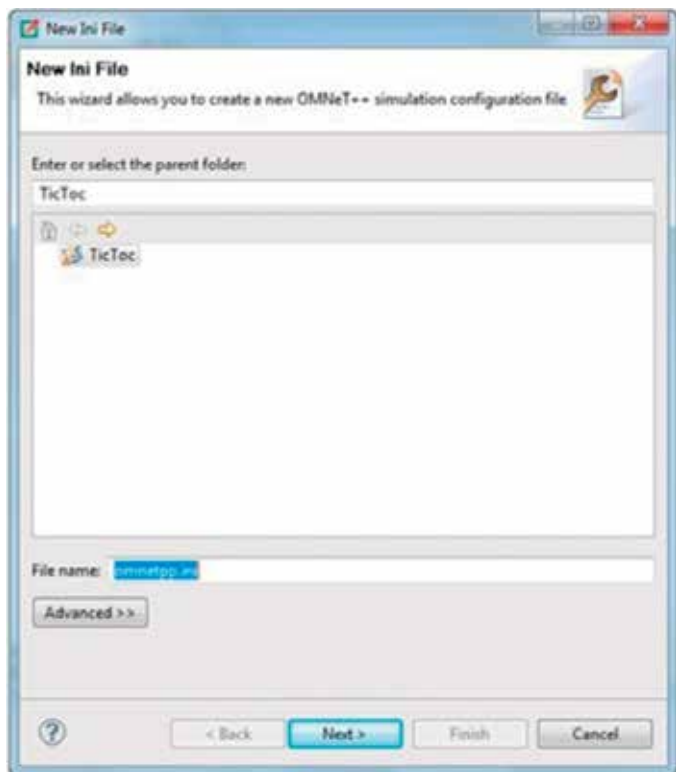 New Ini File
New Ini File
This wizard allows you to create a new OMNeT++ simulation configuration file
Enter or select the parent folder:
TicToc
TicToc
File name: omnetpp.ini
Advanced >>
< Back Next > Finish Cancel